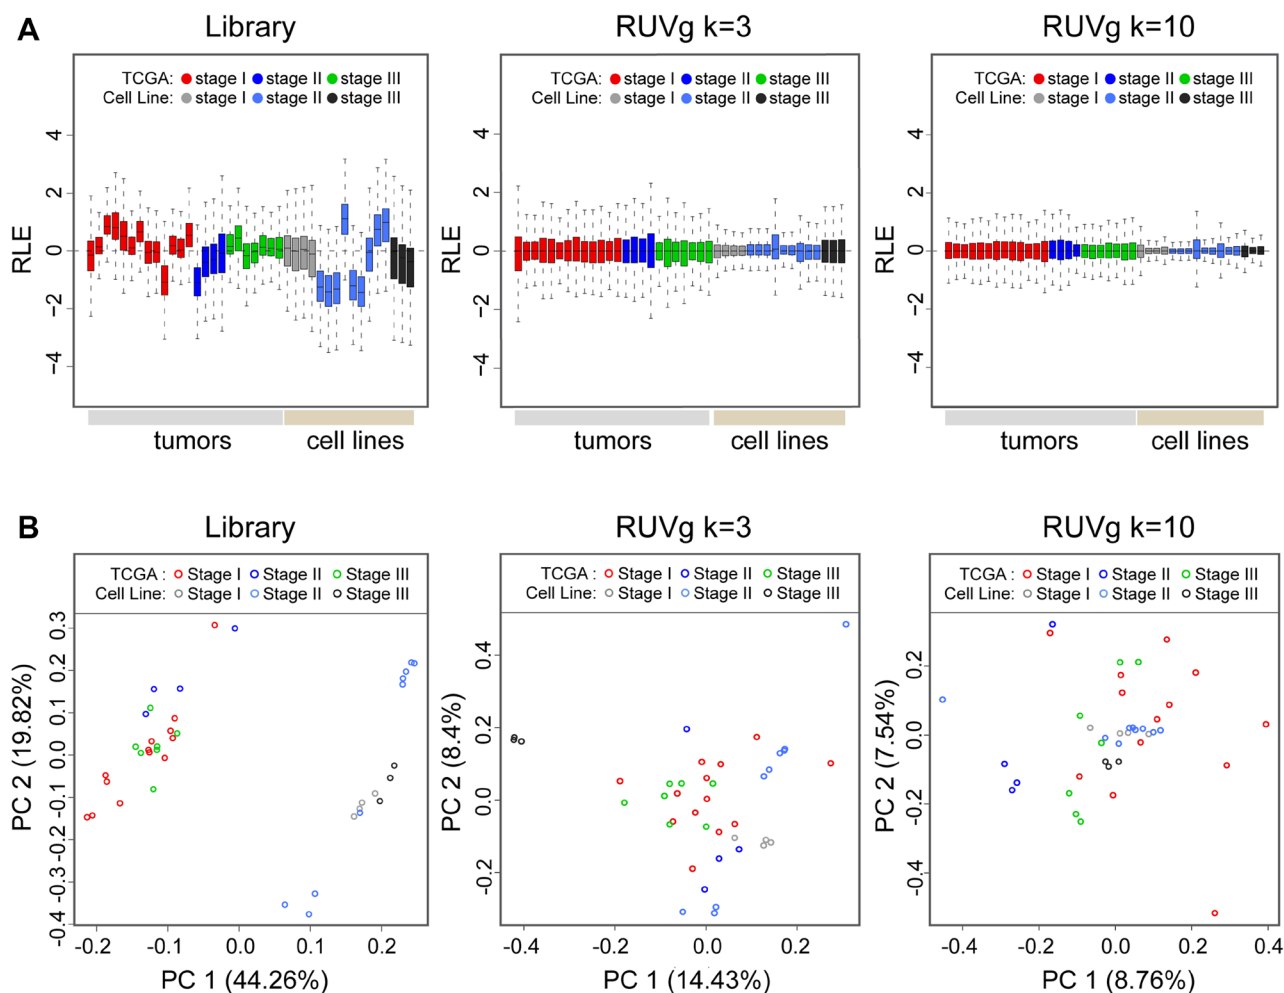 A
Library
RUVg k=3
RUVg k=10
TCGA: stage I stage II stage III
Cell Line: stage I stage II stage III
RLE
4
2
0
−2
−4
tumors
cell lines
TCGA: stage I stage II stage III
Cell Line: stage I stage II stage III
RLE
4
2
0
−2
−4
tumors
cell lines
TCGA: stage I stage II stage III
Cell Line: stage I stage II stage III
RLE
4
2
0
−2
−4
tumors
cell lines
B
Library
RUVg k=3
RUVg k=10
TCGA : Stage I Stage II Stage III
Cell Line: Stage I Stage II Stage III
PC 2 (19.82%)
0.3
0.2
0.1
0.0
-0.1
-0.2
-0.3
-0.4
-0.2 -0.1 0.0 0.1 0.2
PC 1 (44.26%)
TCGA : Stage I Stage II Stage III
Cell Line: Stage I Stage II Stage III
PC 2 (8.4%)
0.4
0.2
0.0
-0.2
-0.4 -0.2 0.0 0.2
PC 1 (14.43%)
TCGA: Stage I Stage II Stage III
Cell Line: Stage I Stage II Stage III
PC 2 (7.54%)
0.2
0.0
-0.2
-0.4
-0.4 -0.2 0.0 0.2 0.4
PC 1 (8.76%)